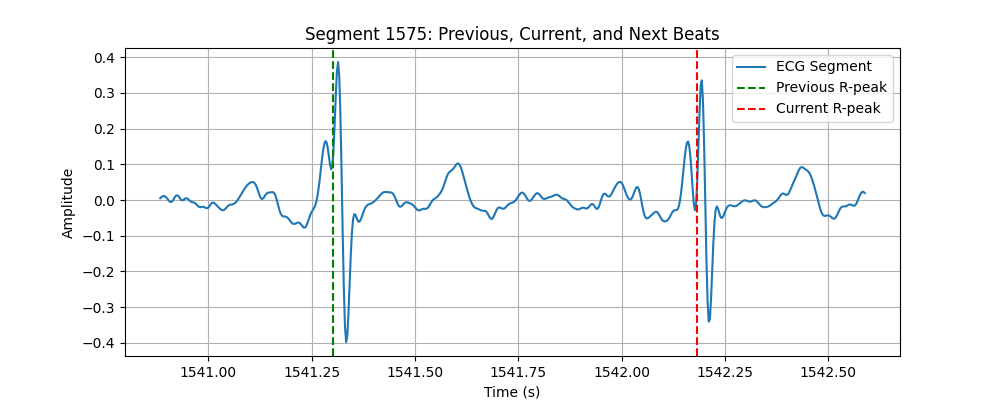 Segment 1575: Previous, Current, and Next Beats
ECG Segment
Previous R-peak
Current R-peak
Amplitude
0.4
0.3
0.2
0.1
0.0
−0.1
−0.2
−0.3
−0.4
1541.00 1541.25 1541.50 1541.75 1542.00 1542.25 1542.50
Time (s)